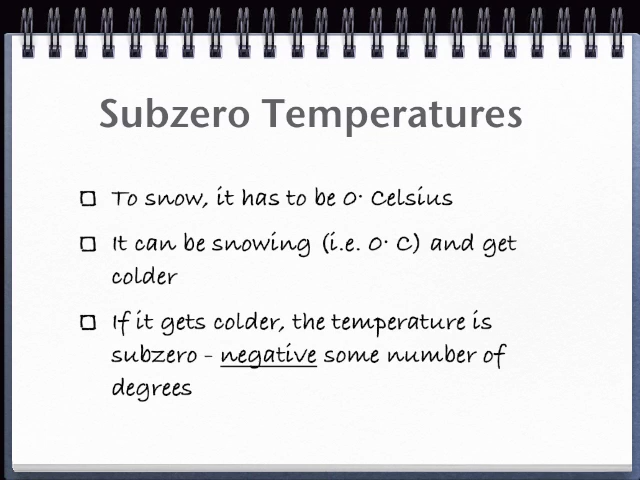 Subzero Temperatures
To snow, it has to be 0· Celsius
It can be snowing (i.e. 0· C) and get
colder
If it gets colder, the temperature is
subzero - negative some number of
degrees